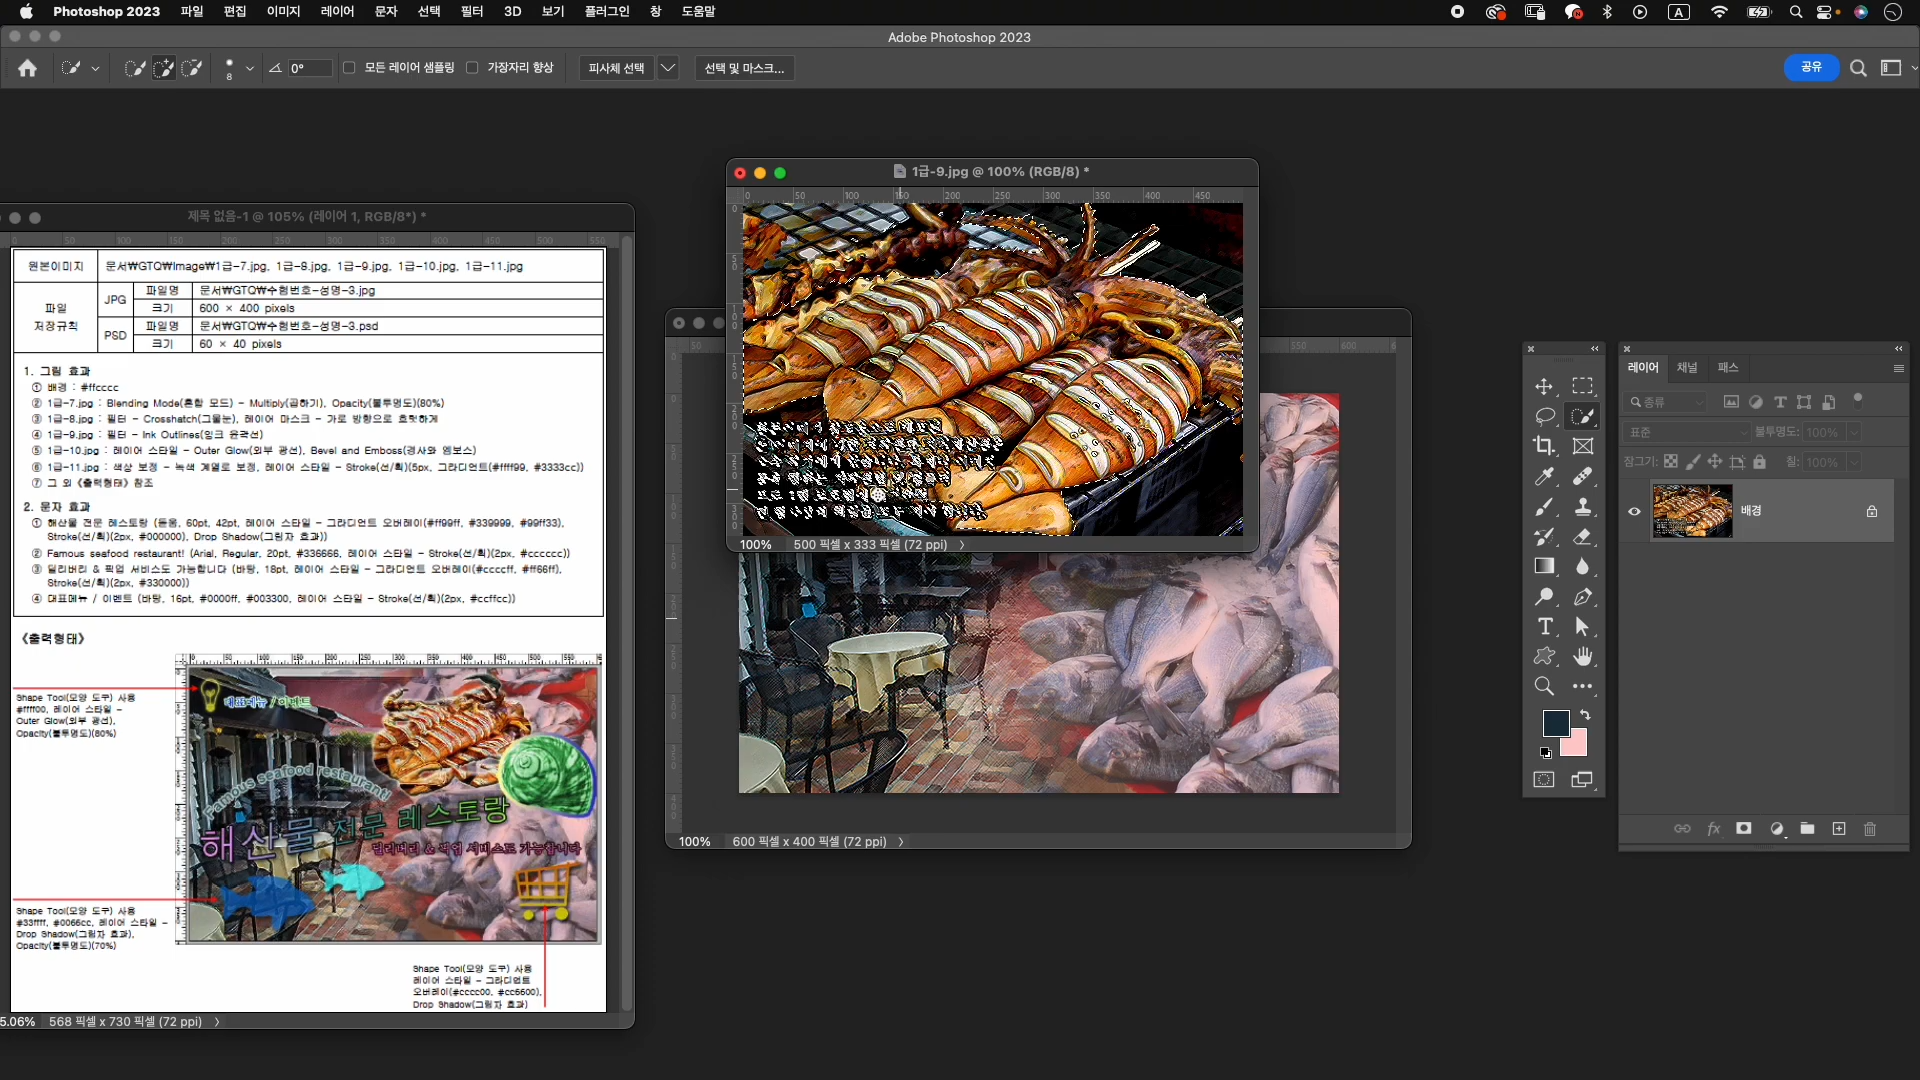 Photoshop 2023 파일 편집 이미지 레이어 문자 선택 필터 3D 보기 플러그인 창 도움말
A
Adobe Photoshop 2023
8
0°
모든 레이어 샘플링
가장자리 향상
피사체 선택
선택 및 마스크...
공유
제목 없음-1 @ 105% (레이어 1, RGB/8*) *
원본이미지
문서₩GTQ₩Image₩1급-7.jpg, 1급-8.jpg, 1급-9.jpg, 1급-10.jpg, 1급-11.jpg
파일
저장규칙
JPG
파일명
문서₩GTQ₩수험번호-성명-3.jpg
크기
600 × 400 pixels
PSD
파일명
문서₩GTQ₩수험번호-성명-3.psd
크기
60 × 40 pixels
1. 그림 효과
① 배경 : #ffcccc
② 1급-7.jpg : Blending Mode(혼합 모드) - Multiply(곱하기), Opacity(불투명도)(80%)
③ 1급-8.jpg : 필터 - Crosshatch(그물눈), 레이어 마스크 - 가로 방향으로 흐릿하게
④ 1급-9.jpg : 필터 - Ink Outlines(잉크 윤곽선)
⑤ 1급-10.jpg : 레이어 스타일 - Outer Glow(외부 광선), Bevel and Emboss(경사와 엠보스)
⑥ 1급-11.jpg : 색상 보정 - 녹색 계열로 보정, 레이어 스타일 - Stroke(선/획)(5px, 그라디언트(#ffff99, #3333cc))
⑦ 그 외 《출력형태》 참조
2. 문자 효과
① 해산물 전문 레스토랑 (돋움, 60pt, 42pt, 레이어 스타일 - 그라디언트 오버레이(#ff99ff, #339999, #99ff33),
Stroke(선/획)(2px, #000000), Drop Shadow(그림자 효과))
② Famous seafood restaurant! (Arial, Regular, 20pt, #336666, 레이어 스타일 - Stroke(선/획)(2px, #cccccc))
③ 딜리버리 & 픽업 서비스도 가능합니다 (바탕, 18pt, 레이어 스타일 - 그라디언트 오버레이(#ccccff, #ff66ff),
Stroke(선/획)(2px, #330000))
④ 대표메뉴 / 이벤트 (바탕, 16pt, #0000ff, #003300, 레이어 스타일 - Stroke(선/획)(2px, #ccffcc))
《출력형태》
Shape Tool(모양 도구) 사용
#ffff00, 레이어 스타일 -
Outer Glow(외부 광선),
Opacity(불투명도)(80%)
대표메뉴 / 이벤트
Famous seafood restaurant!
해산물 전문 레스토랑
딜리버리 & 픽업 서비스도 가능합니다
Shape Tool(모양 도구) 사용
#33ffff, #0066cc, 레이어 스타일 -
Drop Shadow(그림자 효과),
Opacity(불투명도)(70%)
Shape Tool(모양 도구) 사용
레이어 스타일 - 그라디언트
오버레이(#cccc00, #cc6600),
Drop Shadow(그림자 효과)
5.06% 568 픽셀 x 730 픽셀 (72 ppi)
1급-9.jpg @ 100% (RGB/8) *
0 50 100 150 200 250 300 350 400 450
100% 500 픽셀 x 333 픽셀 (72 ppi)
100% 600 픽셀 x 400 픽셀 (72 ppi)
레이어 채널 패스
종류
표준
불투명도: 100%
잠그기:
칠: 100%
배경
fx